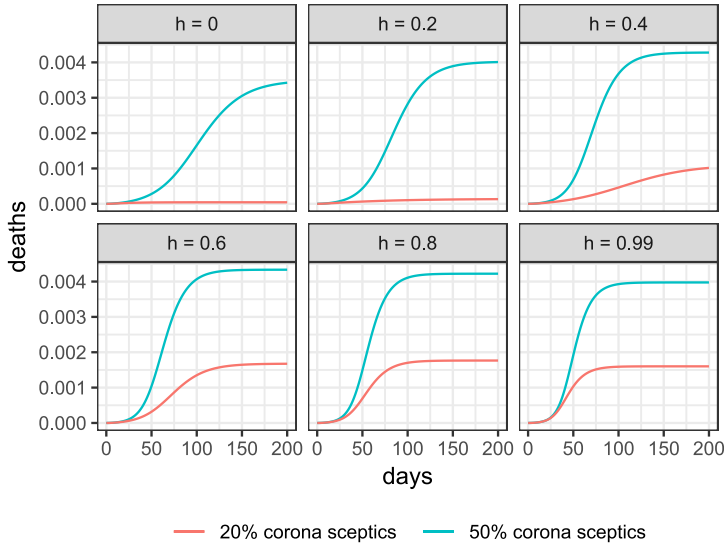 h = 0 h = 0.2 h = 0.4
0.004
0.003
0.002
0.001
0.000
h = 0.6 h = 0.8 h = 0.99
0.004
0.003
0.002
0.001
0.000
deaths
0 50 100 150 200 0 50 100 150 200 0 50 100 150 200
days
20% corona sceptics 50% corona sceptics